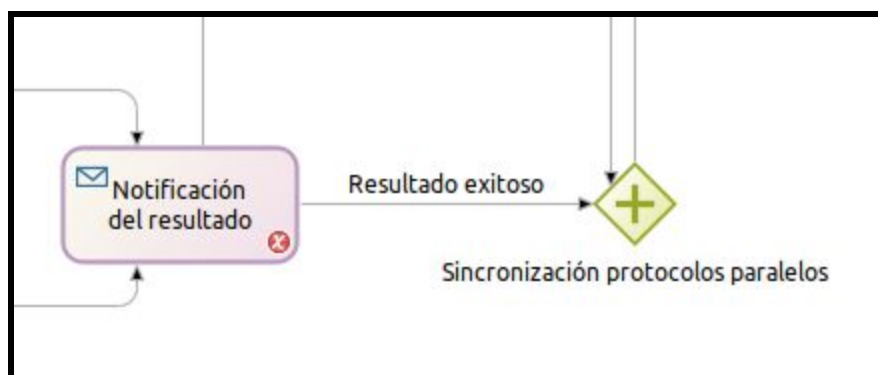 Notificación
del resultado
Resultado exitoso
Sincronización protocolos paralelos